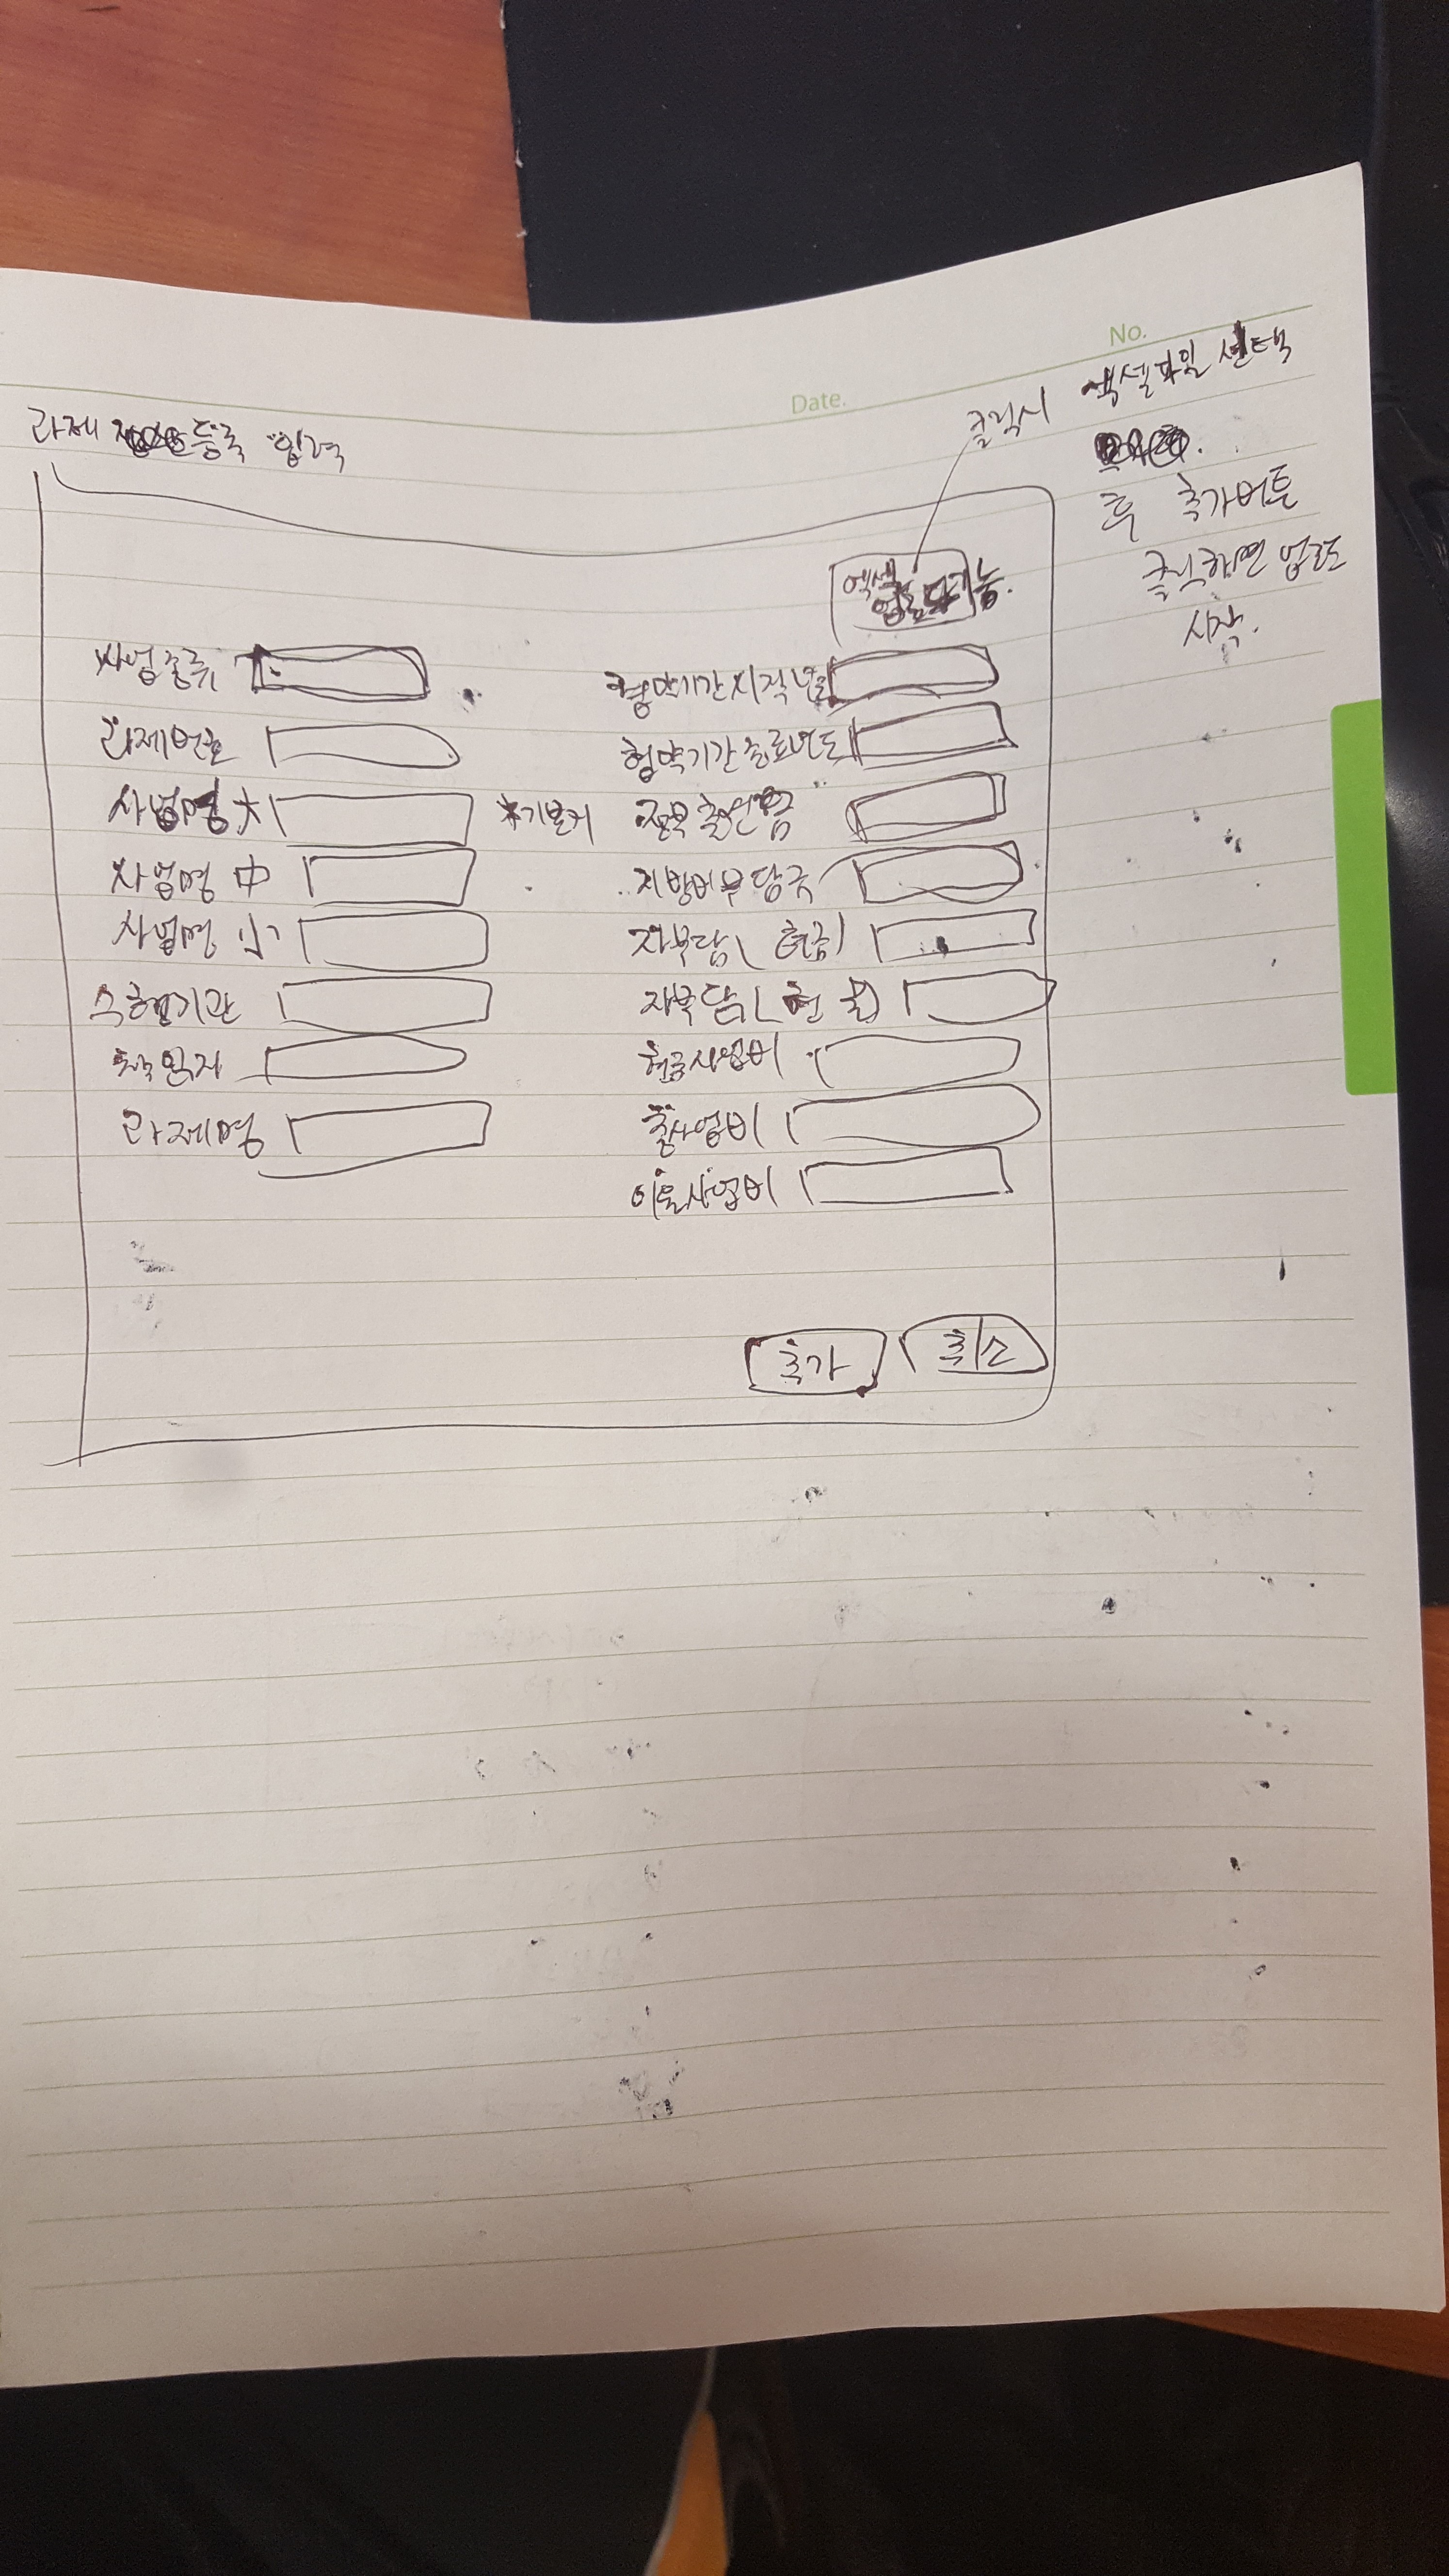 No.
Date.
과제 등록 입력
클릭시 엑셀파일 선택
후 추가버튼
클릭하면 업로드
시작.
엑셀
업로드기능.
사업종류
과제번호
사업명 大
사업명 中
사업명 小
수행기관
책임자
과제명
협약기간시작년도
협약기간종료년도
정부출연금
지방비부담금
자부담 (현금)
자부담 (현물)
현금사업비
총사업비
이월사업비
추가 취소